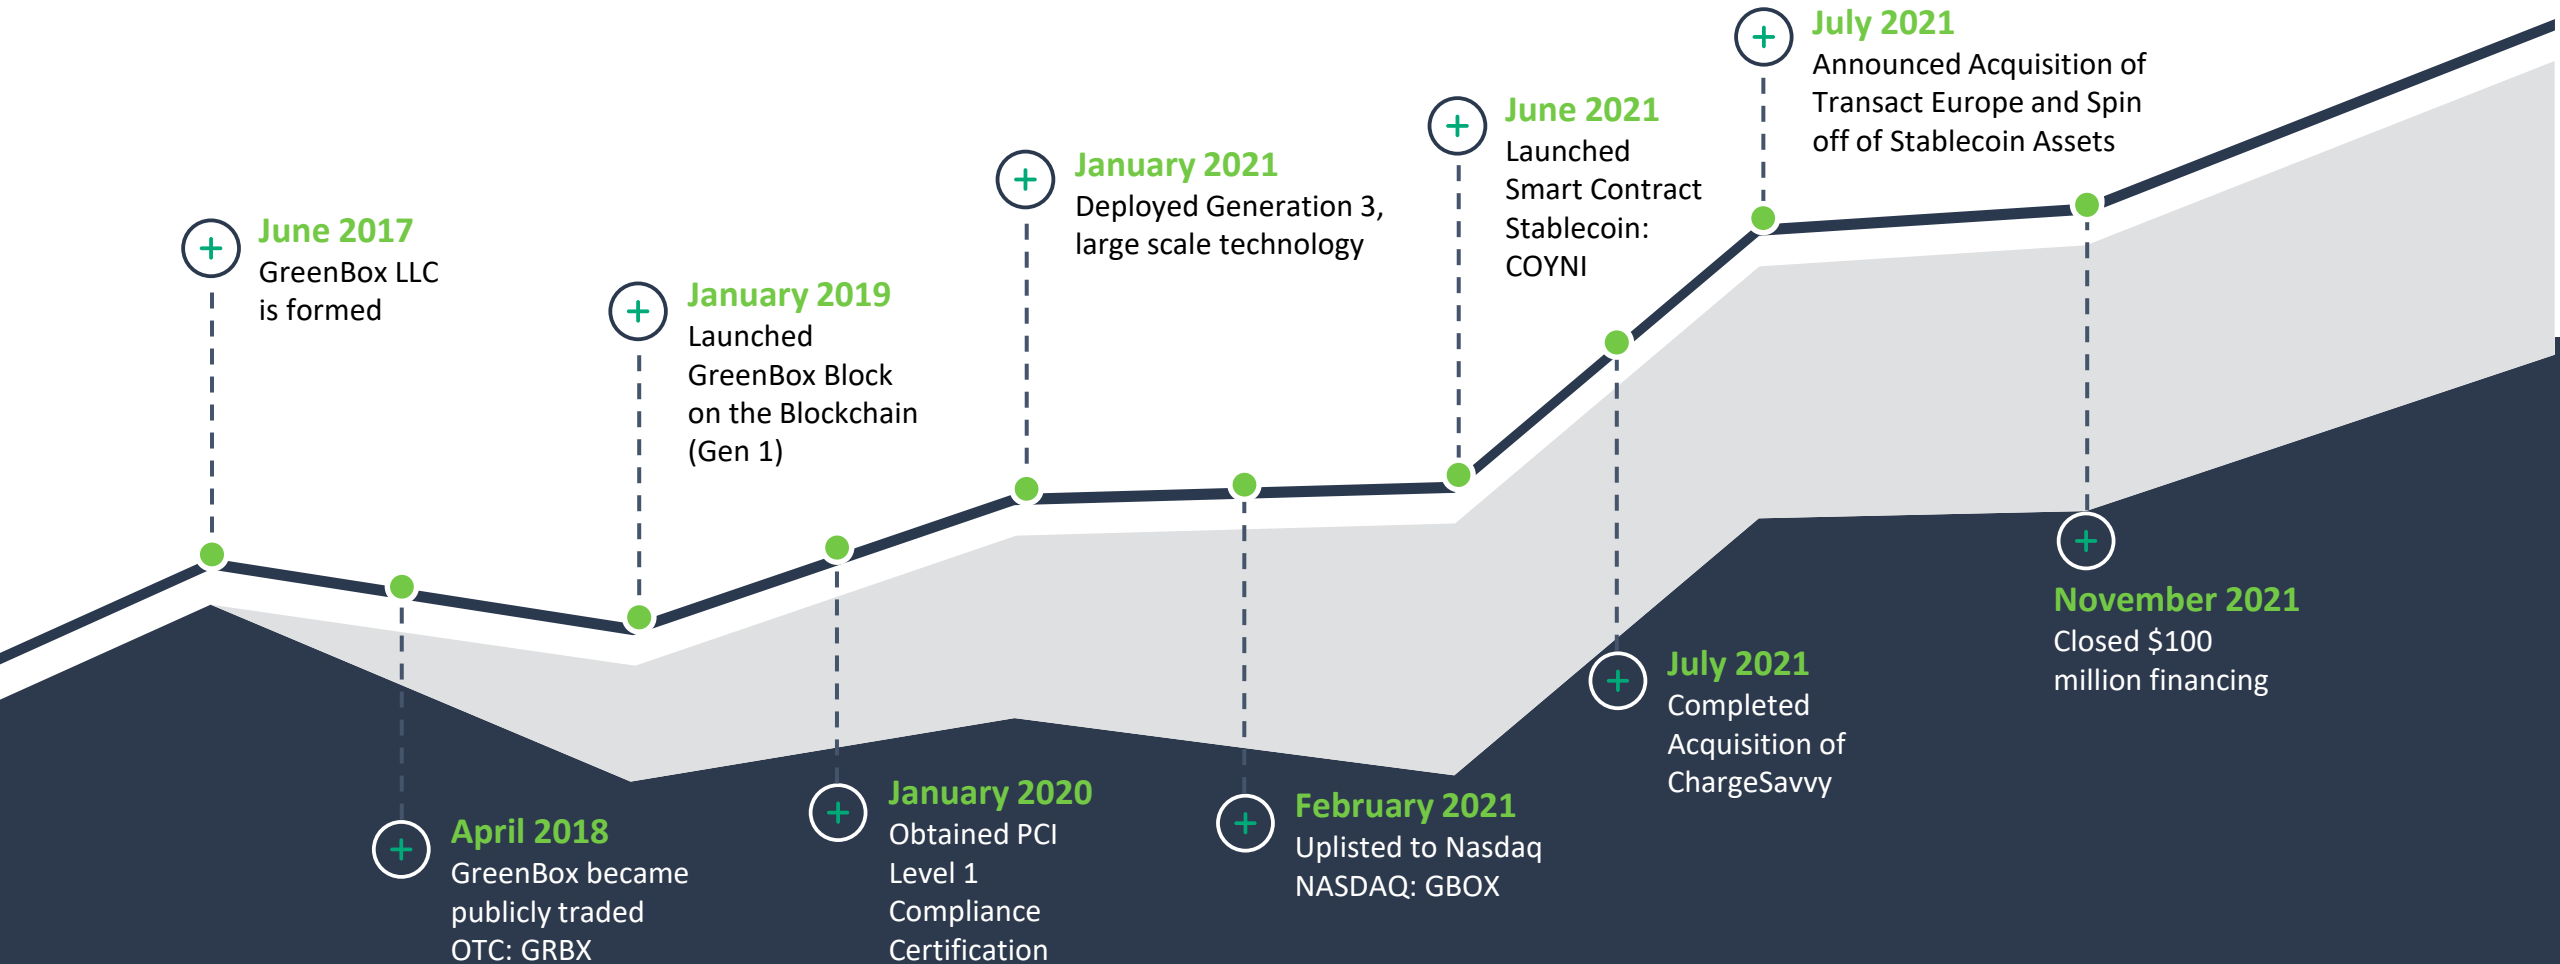 June 2017
GreenBox LLC
is formed
April 2018
GreenBox became
publicly traded
OTC: GRBX
January 2019
Launched
GreenBox Block
on the Blockchain
(Gen 1)
January 2020
Obtained PCI
Level 1
Compliance
Certification
January 2021
Deployed Generation 3,
large scale technology
February 2021
Uplisted to Nasdaq
NASDAQ: GBOX
June 2021
Launched
Smart Contract
Stablecoin:
COYNI
July 2021
Completed
Acquisition of
ChargeSavvy
July 2021
Announced Acquisition of
Transact Europe and Spin
off of Stablecoin Assets
November 2021
Closed $100
million financing